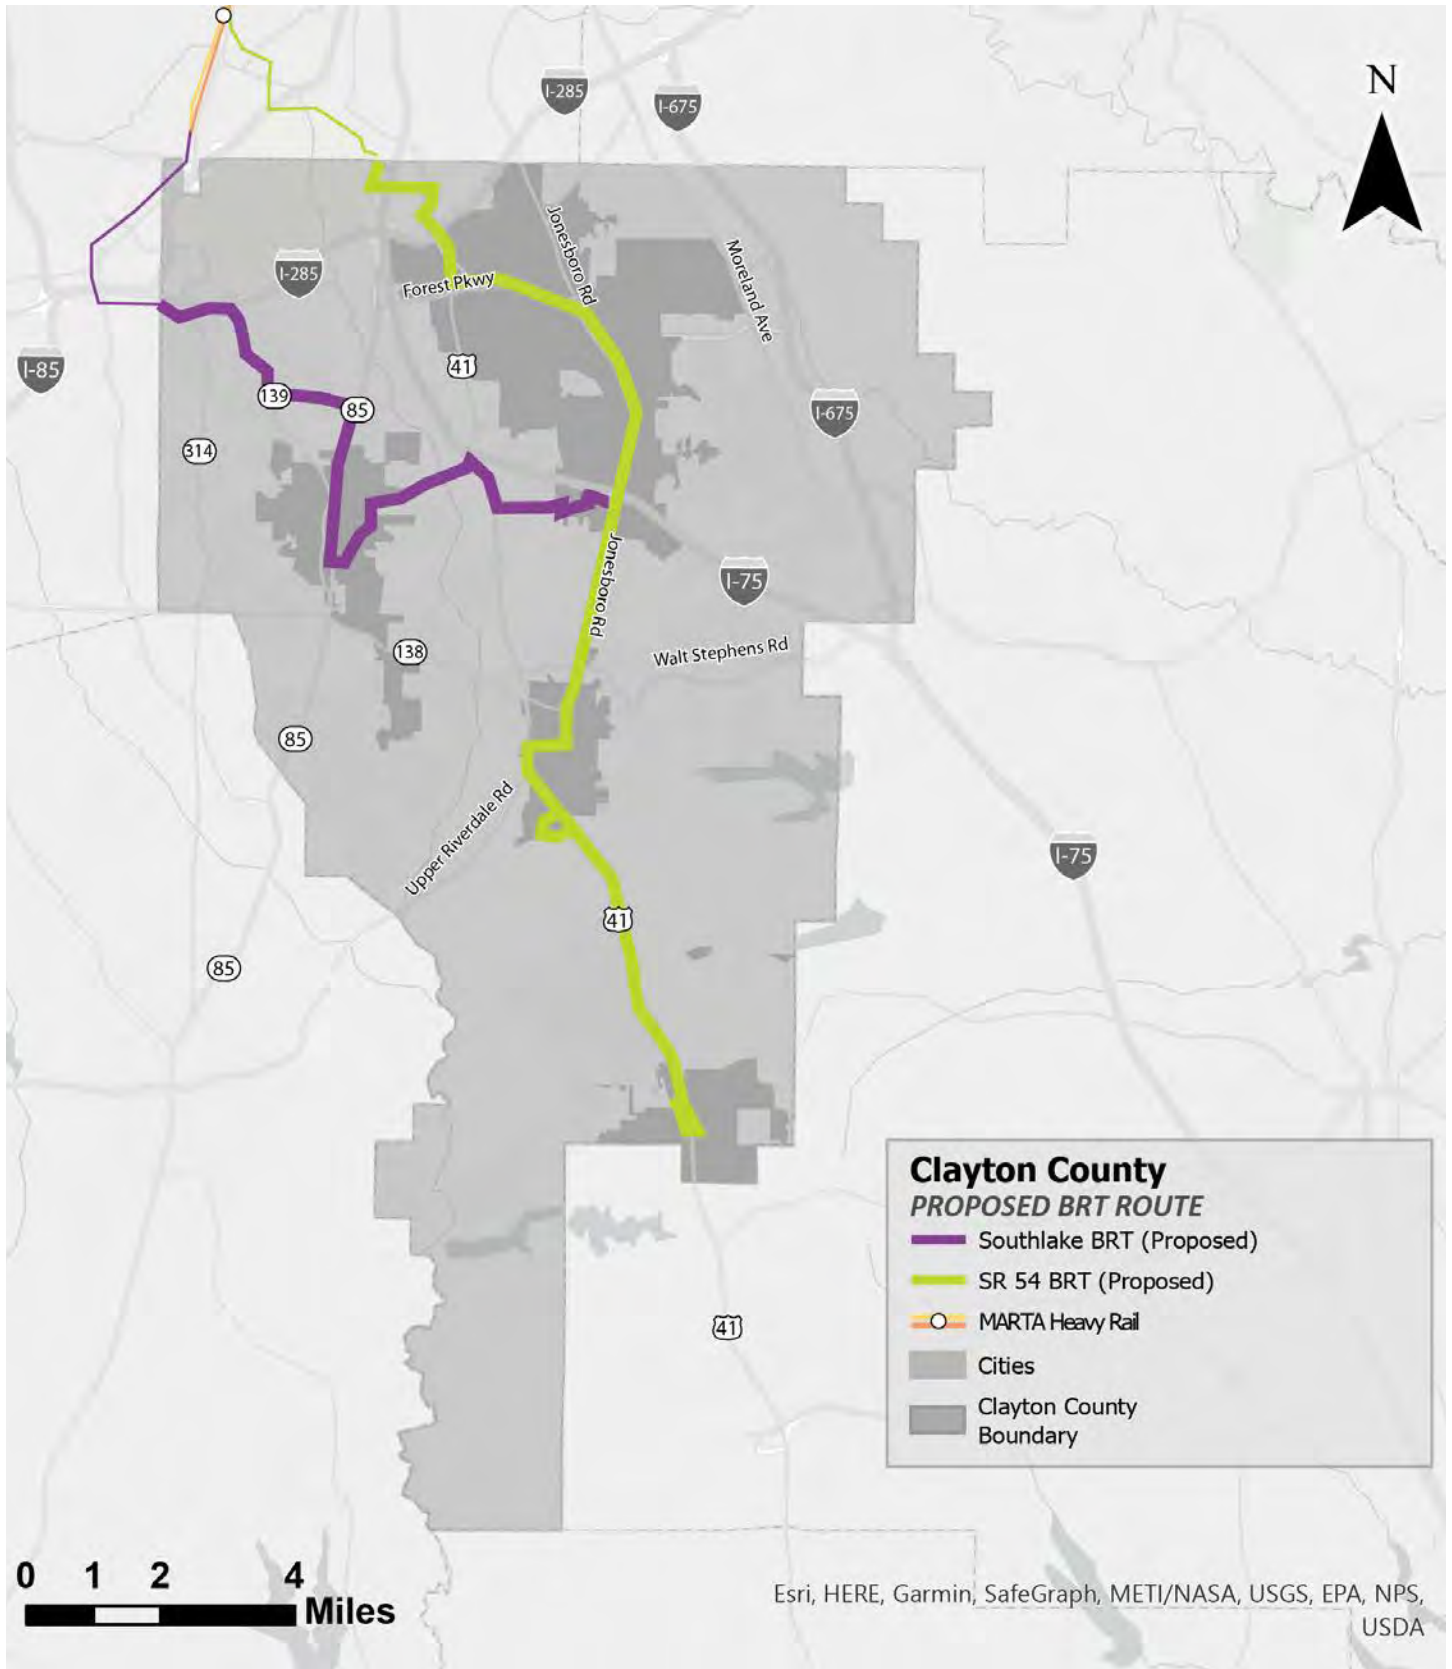 N
I-285
I-675
Jonesboro Rd
Moreland Ave
I-285
Forest Pkwy
I-85
41
139
85
I-675
314
Jonesboro Rd
I-75
138
Walt Stephens Rd
85
Upper Riverdale Rd
I-75
41
85
Clayton County
PROPOSED BRT ROUTE
Southlake BRT (Proposed)
SR 54 BRT (Proposed)
MARTA Heavy Rail
Cities
Clayton County
Boundary
41
0 1 2 4
Miles
Esri, HERE, Garmin, SafeGraph, METI/NASA, USGS, EPA, NPS,
USDA